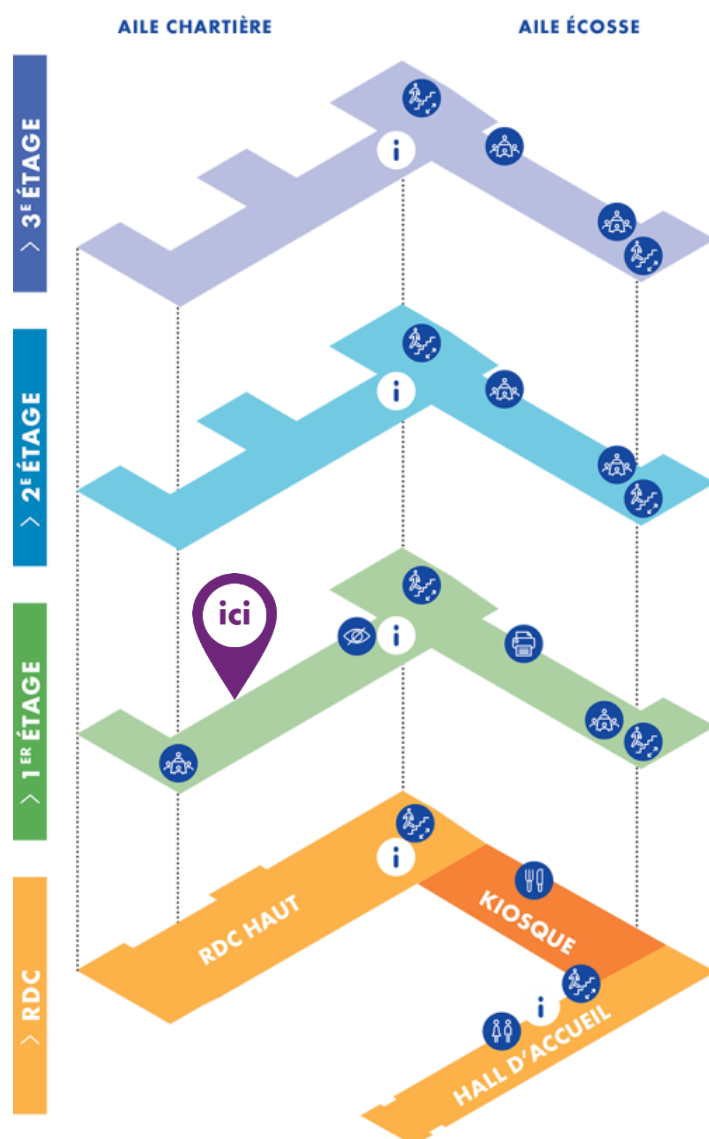 AILE CHARTIÈRE
AILE ÉCOSSE
> 3E ÉTAGE
i
> 2E ÉTAGE
i
> 1ER ÉTAGE
ici
i
> RDC
i
RDC HAUT
KIOSQUE
i
HALL D'ACCUEIL